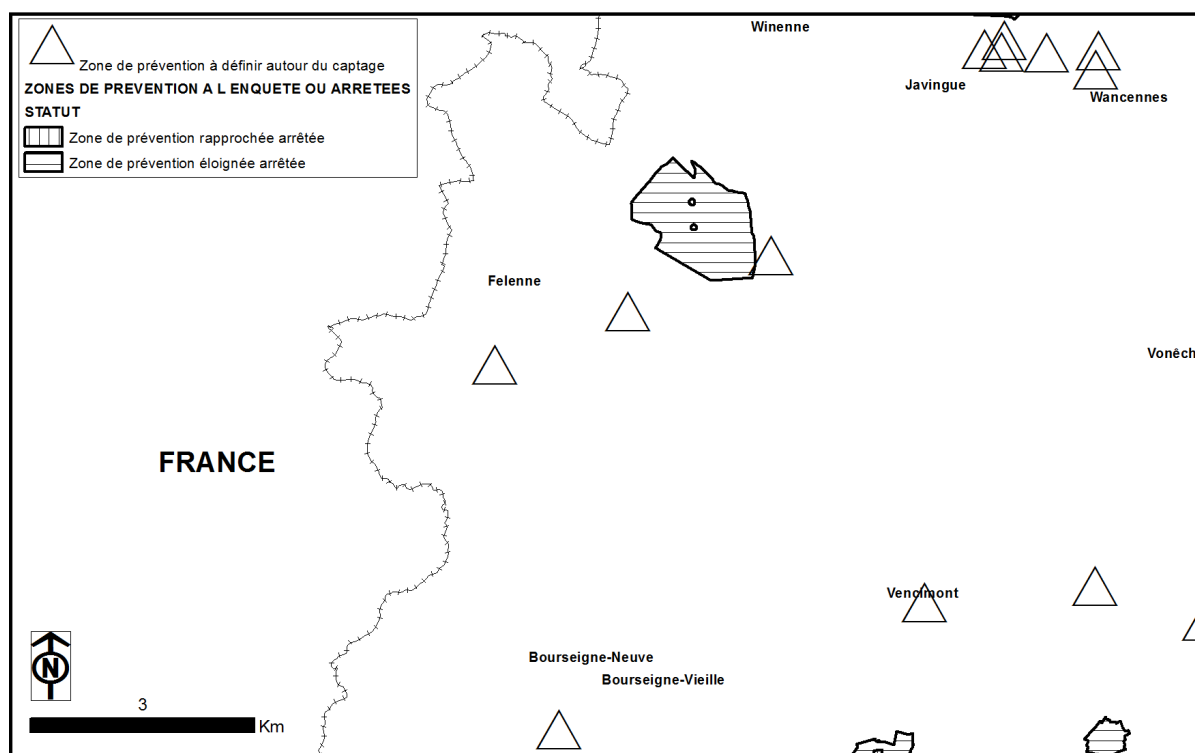 Zone de prévention à définir autour du captage
ZONES DE PREVENTION A L ENQUETE OU ARRETEES
STATUT
Zone de prévention rapprochée arrêtée
Zone de prévention éloignée arrêtée
Winenne
Javingue
Wancennes
Felenne
Vonêch
FRANCE
Vencimont
Bourseigne-Neuve
Bourseigne-Vieille
N
3
Km